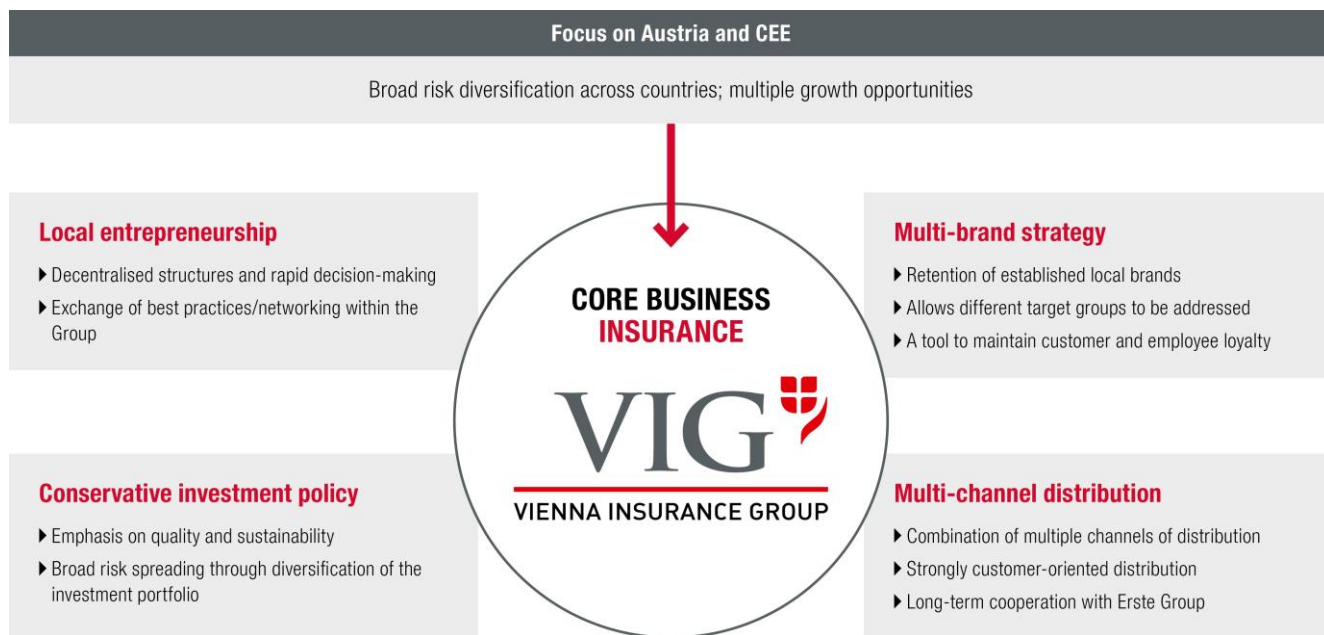 Focus on Austria and CEE
Broad risk diversification across countries; multiple growth opportunities
Local entrepreneurship
Decentralised structures and rapid decision-making
Exchange of best practices/networking within the
Group
Multi-brand strategy
Retention of established local brands
Allows different target groups to be addressed
A tool to maintain customer and employee loyalty
CORE BUSINESS
INSURANCE
VIG
VIENNA INSURANCE GROUP
Conservative investment policy
Emphasis on quality and sustainability
Broad risk spreading through diversification of the
investment portfolio
Multi-channel distribution
Combination of multiple channels of distribution
Strongly customer-oriented distribution
Long-term cooperation with Erste Group